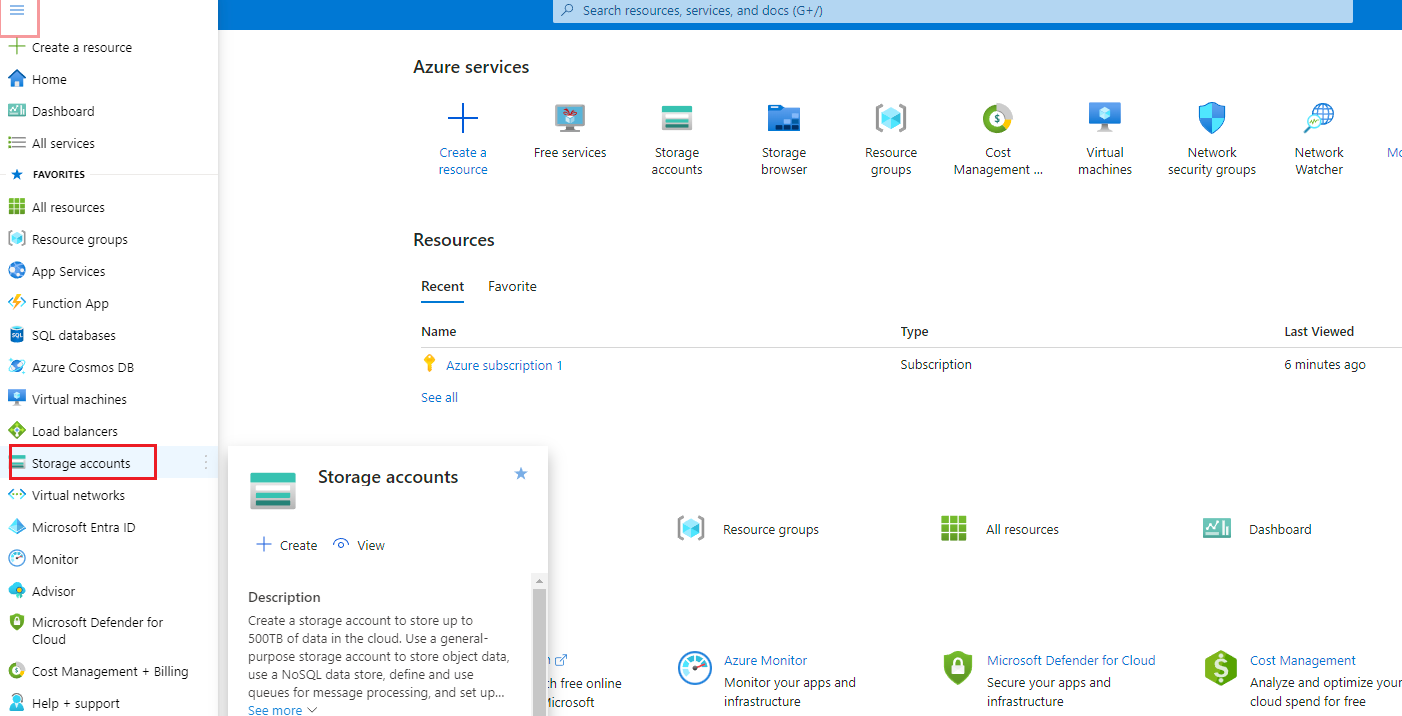 Search resources, services, and docs (G+/)
Create a resource
Home
Dashboard
All services
FAVORITES
All resources
Resource groups
App Services
Function App
SQL databases
Azure Cosmos DB
Virtual machines
Load balancers
Storage accounts
Virtual networks
Microsoft Entra ID
Monitor
Advisor
Microsoft Defender for
Cloud
Cost Management + Billing
Help + support
Azure services
Create a
resource
Free services
Storage
accounts
Storage
browser
Resource
groups
Cost
Management ...
Virtual
machines
Network
security groups
Network
Watcher
Mo
Resources
Recent Favorite
Name Type Last Viewed
Azure subscription 1 Subscription 6 minutes ago
See all
Storage accounts
Create View
Description
Create a storage account to store up to
500TB of data in the cloud. Use a general-
purpose storage account to store object data,
use a NoSQL data store, define and use
queues for message processing, and set up...
See more
Resource groups
All resources
Dashboard
th free online
Microsoft
Azure Monitor
Monitor your apps and
infrastructure
Microsoft Defender for Cloud
Secure your apps and
infrastructure
Cost Management
Analyze and optimize your
cloud spend for free